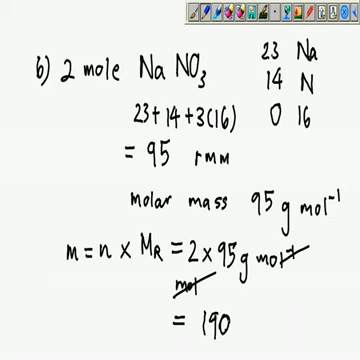 b) 2 mole NaNO₃
23 Na
14 N
23+14+3(16)
O 16
= 95 rmm
molar mass 95 g mol⁻¹
m = n × MR = 2 × 95 g mol⁻¹
mol
= 190